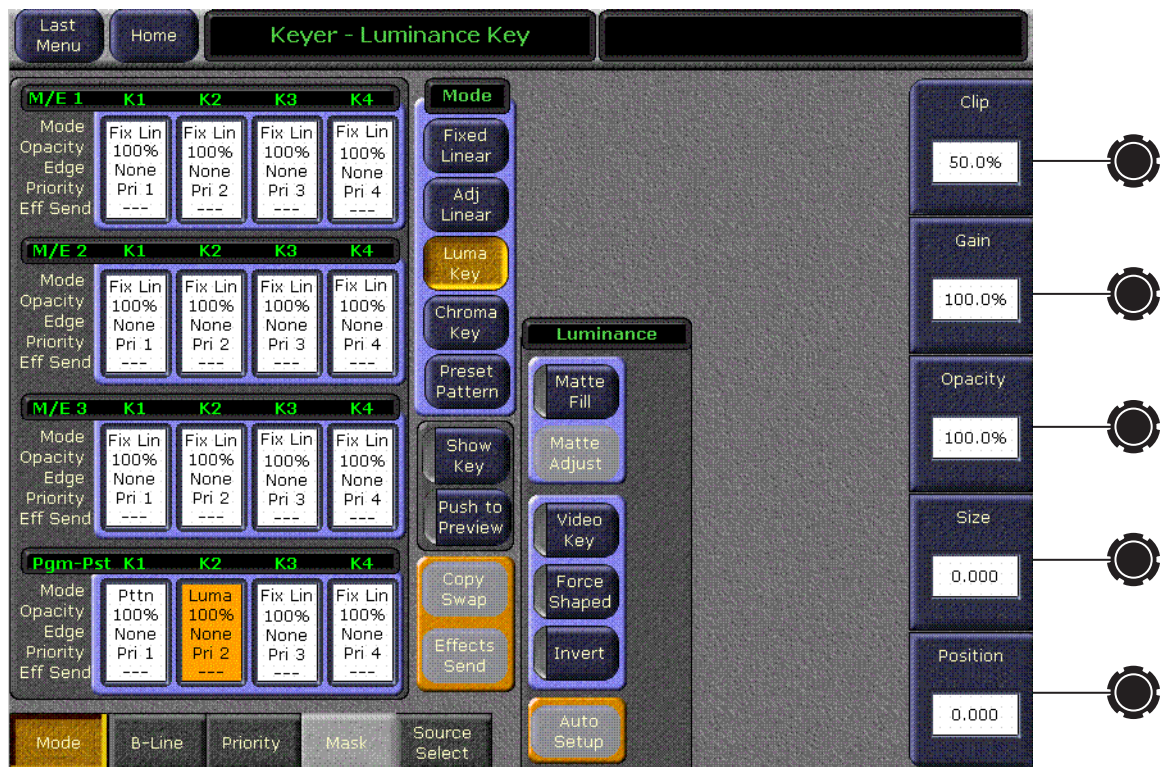 Last
Menu
Home
Keyer - Luminance Key
M/E 1 K1 K2 K3 K4
Mode Fix Lin Fix Lin Fix Lin Fix Lin
Opacity 100% 100% 100% 100%
Edge None None None None
Priority Pri 1 Pri 2 Pri 3 Pri 4
Eff Send --- --- --- ---
M/E 2 K1 K2 K3 K4
Mode Fix Lin Fix Lin Fix Lin Fix Lin
Opacity 100% 100% 100% 100%
Edge None None None None
Priority Pri 1 Pri 2 Pri 3 Pri 4
Eff Send --- --- --- ---
M/E 3 K1 K2 K3 K4
Mode Fix Lin Fix Lin Fix Lin Fix Lin
Opacity 100% 100% 100% 100%
Edge None None None None
Priority Pri 1 Pri 2 Pri 3 Pri 4
Eff Send --- --- --- ---
Pgm-Pst K1 K2 K3 K4
Mode Pttn Luma Fix Lin Fix Lin
Opacity 100% 100% 100% 100%
Edge None None None None
Priority Pri 1 Pri 2 Pri 3 Pri 4
Eff Send --- --- --- ---
Mode
Fixed
Linear
Adj
Linear
Luma
Key
Chroma
Key
Preset
Pattern
Show
Key
Push to
Preview
Copy
Swap
Effects
Send
Luminance
Matte
Fill
Matte
Adjust
Video
Key
Force
Shaped
Invert
Auto
Setup
Clip
50.0%
Gain
100.0%
Opacity
100.0%
Size
0.000
Position
0.000
Mode
B-Line
Priority
Mask
Source
Select